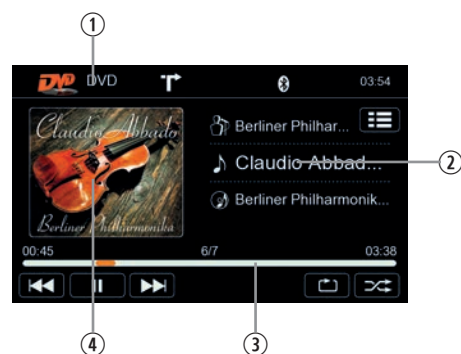 ①
DVD DVD 03:54
Claudio Abbado
Berliner Philharmonika
Berliner Philhar...
Claudio Abbad...
②
Berliner Philharmonik...
00:45 6/7 03:38
④ ③